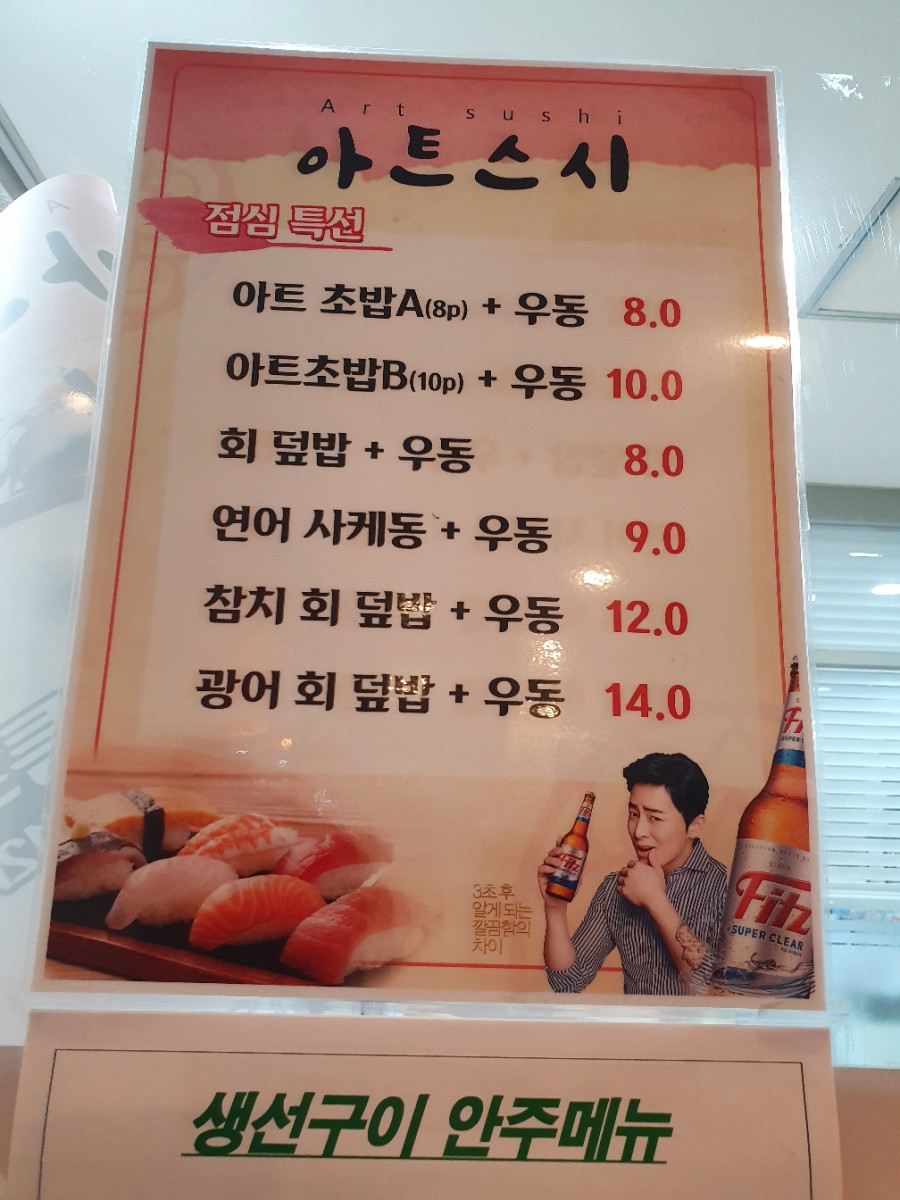 Art sushi
아트스시
점심 특선
아트 초밥A(8p) + 우동 8.0
아트초밥B(10p) + 우동 10.0
회 덮밥 + 우동 8.0
연어 사케동 + 우동 9.0
참치 회 덮밥 + 우동 12.0
광어 회 덮밥 + 우동 14.0
3초 후
알게 되는
깔끔함의
차이
Fitz
Fitz
SUPER CLEAR
생선구이 안주메뉴